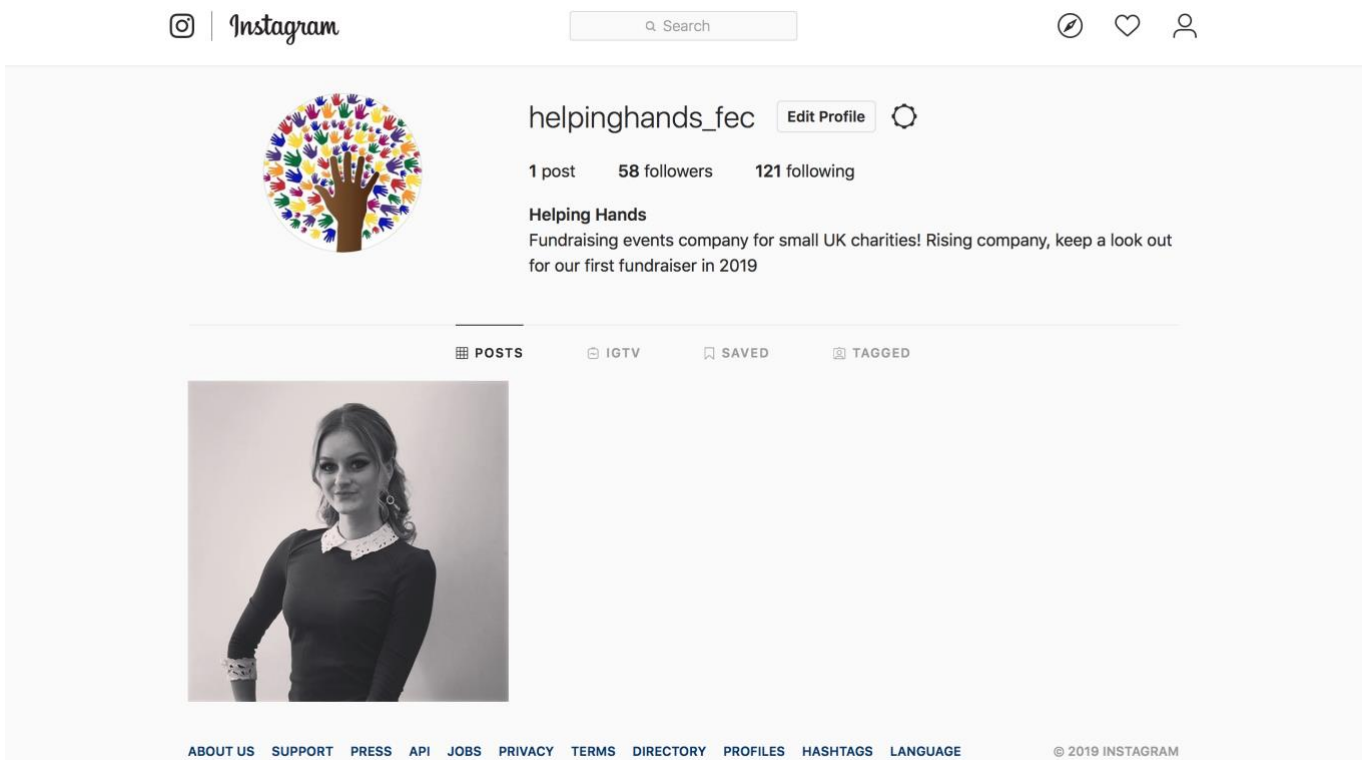 Instagram
Search
helpinghands_fec Edit Profile
1 post 58 followers 121 following
Helping Hands
Fundraising events company for small UK charities! Rising company, keep a look out
for our first fundraiser in 2019
POSTS IGTV SAVED TAGGED
ABOUT US SUPPORT PRESS API JOBS PRIVACY TERMS DIRECTORY PROFILES HASHTAGS LANGUAGE © 2019 INSTAGRAM